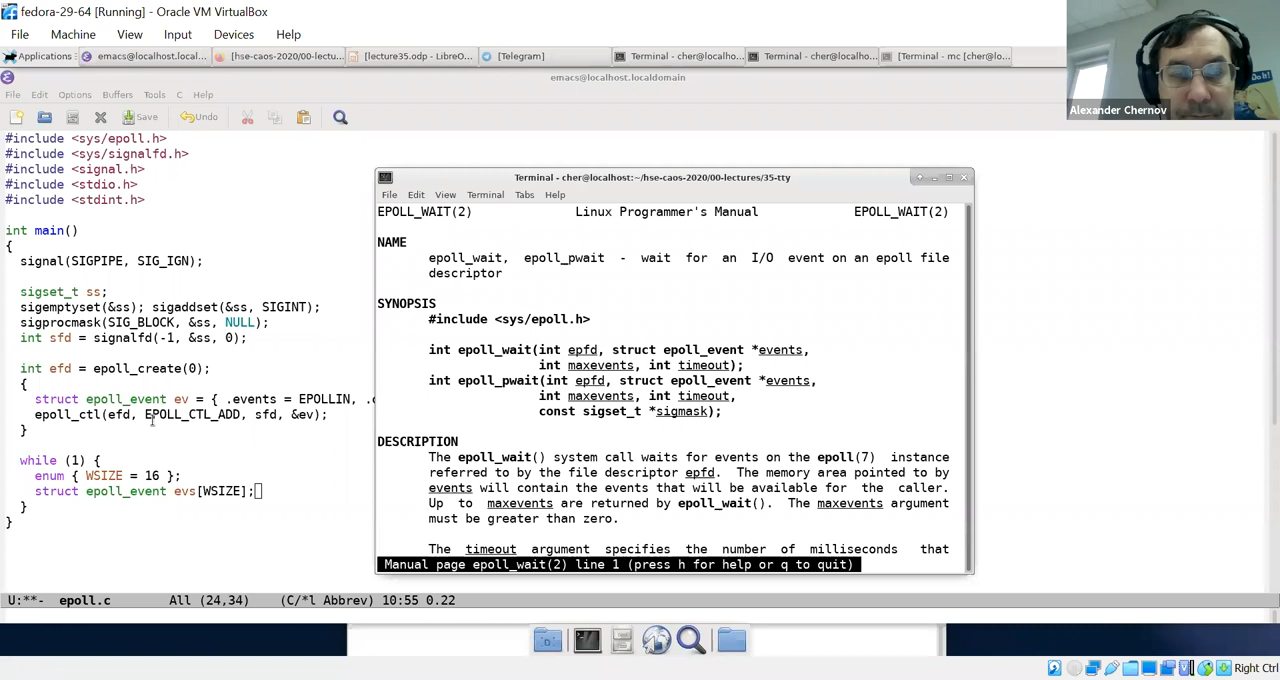 fedora-29-64 [Running] - Oracle VM VirtualBox
File Machine View Input Devices Help
Applications emacs@localhost.local... [hse-caos-2020/00-lectu... [lecture35.odp - LibreO... [Telegram] Terminal - cher@localho... Terminal - cher@localho... [Terminal - mc [cher@lo...
emacs@localhost.localdomain
File Edit Options Buffers Tools C Help
Save Undo
Alexander Chernov
#include <sys/epoll.h>
#include <sys/signalfd.h>
#include <signal.h>
#include <stdio.h>
#include <stdint.h>
int main()
{
signal(SIGPIPE, SIG_IGN);
sigset_t ss;
sigemptyset(&ss); sigaddset(&ss, SIGINT);
sigprocmask(SIG_BLOCK, &ss, NULL);
int sfd = signalfd(-1, &ss, 0);
int efd = epoll_create(0);
{
struct epoll_event ev = { .events = EPOLLIN, .
epoll_ctl(efd, EPOLL_CTL_ADD, sfd, &ev);
}
while (1) {
enum { WSIZE = 16 };
struct epoll_event evs[WSIZE];
}
}
Terminal - cher@localhost:~/hse-caos-2020/00-lectures/35-tty
File Edit View Terminal Tabs Help
EPOLL_WAIT(2) Linux Programmer's Manual EPOLL_WAIT(2)
NAME
epoll_wait, epoll_pwait - wait for an I/O event on an epoll file
descriptor
SYNOPSIS
#include <sys/epoll.h>
int epoll_wait(int epfd, struct epoll_event *events,
int maxevents, int timeout);
int epoll_pwait(int epfd, struct epoll_event *events,
int maxevents, int timeout,
const sigset_t *sigmask);
DESCRIPTION
The epoll_wait() system call waits for events on the epoll(7) instance
referred to by the file descriptor epfd. The memory area pointed to by
events will contain the events that will be available for the caller.
Up to maxevents are returned by epoll_wait(). The maxevents argument
must be greater than zero.
The timeout argument specifies the number of milliseconds that
Manual page epoll_wait(2) line 1 (press h for help or q to quit)
U:**- epoll.c All (24,34) (C/*l Abbrev) 10:55 0.22
Right Ctrl